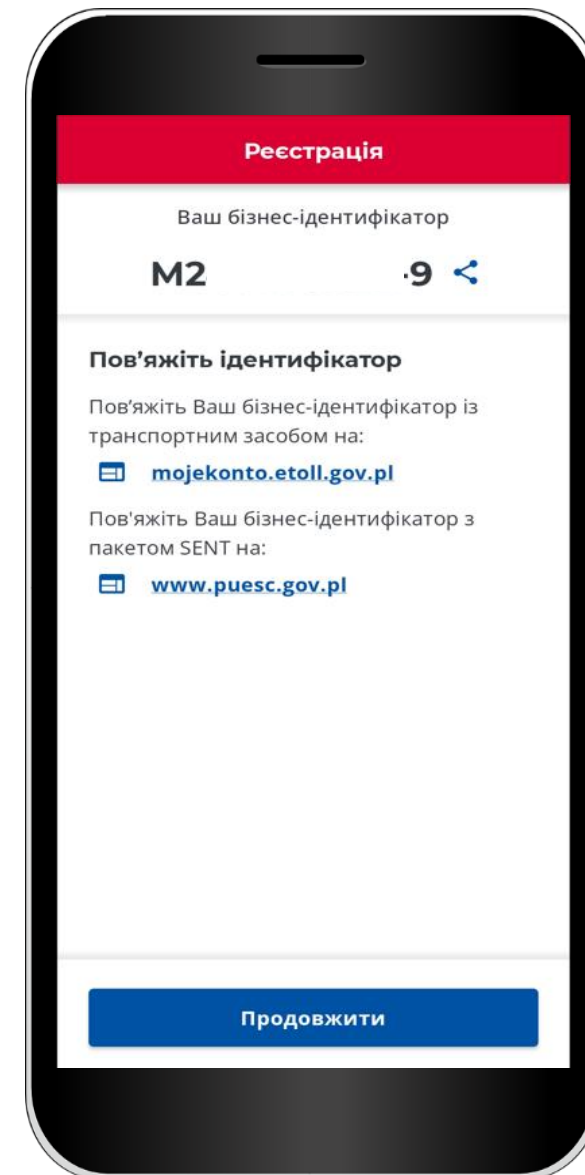 Реєстрація
Ваш бізнес-ідентифікатор
M2 -9
Пов’яжіть ідентифікатор
Пов’яжіть Ваш бізнес-ідентифікатор із
транспортним засобом на:
mojekonto.etoll.gov.pl
Пов'яжіть Ваш бізнес-ідентифікатор з
пакетом SENT на:
www.puesc.gov.pl
Продовжити